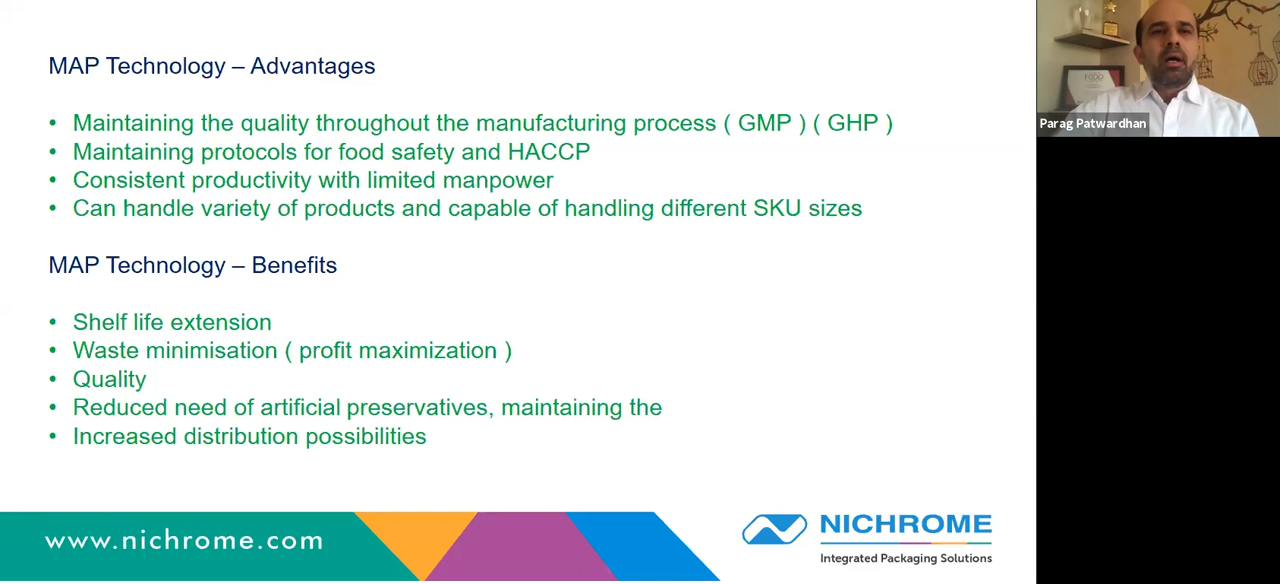 MAP Technology – Advantages
• Maintaining the quality throughout the manufacturing process ( GMP ) ( GHP )
• Maintaining protocols for food safety and HACCP
• Consistent productivity with limited manpower
• Can handle variety of products and capable of handling different SKU sizes
MAP Technology – Benefits
• Shelf life extension
• Waste minimisation ( profit maximization )
• Quality
• Reduced need of artificial preservatives, maintaining the
• Increased distribution possibilities
www.nichrome.com
NICHROME
Integrated Packaging Solutions
FOOD
Parag Patwardhan